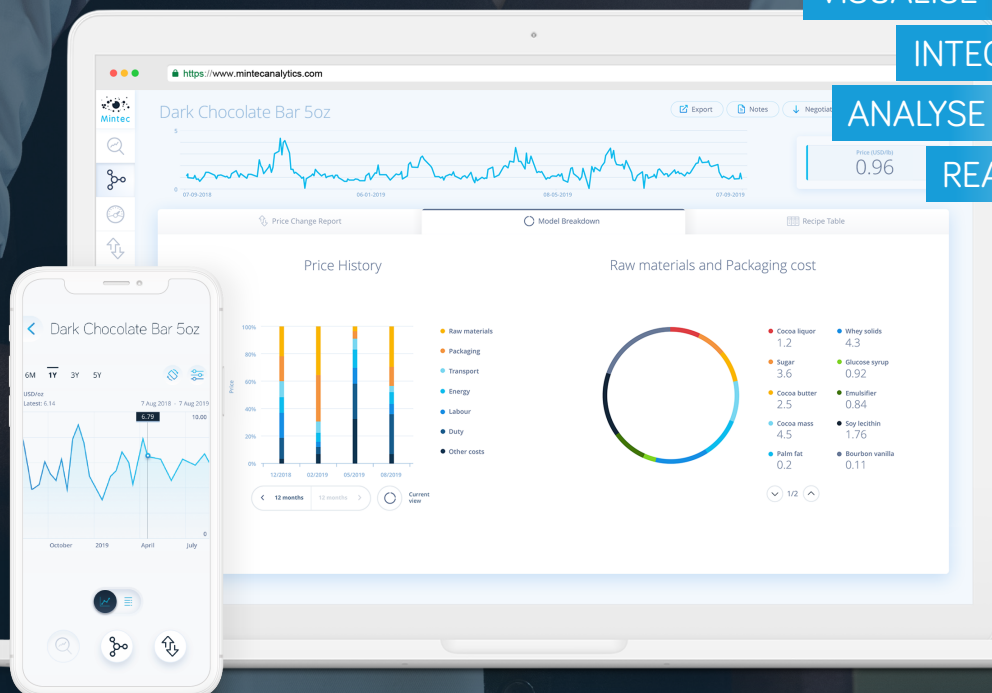 VISUALISE
INTEG
ANALYSE
REA
https://www.mintecanalytics.com
Mintec
Dark Chocolate Bar 5oz
Export
Notes
Negotiat
5
0
07-09-2018
08-01-2019
08-05-2019
07-09-2019
Price (USD/lb)
0.96
Price Change Report
Model Breakdown
Recipe Table
Price History
100%
80%
60%
40%
20%
0%
Price
12/2018
02/2019
05/2019
08/2019
Raw materials
Packaging
Transport
Energy
Labour
Duty
Other costs
12 months
12 months
Current
view
Raw materials and Packaging cost
Cocoa liquor
1.2
Sugar
3.6
Cocoa butter
2.5
Cocoa mass
4.5
Palm fat
0.2
Whey solids
4.3
Glucose syrup
0.92
Emulsifier
0.84
Soy lecithin
1.76
Bourbon vanilla
0.11
1/2
Dark Chocolate Bar 5oz
6M 1Y 3Y 5Y
USD/oz
Latest: 6.14
7 Aug 2018 - 7 Aug 2019
6.79
10.00
0
October 2019 April July